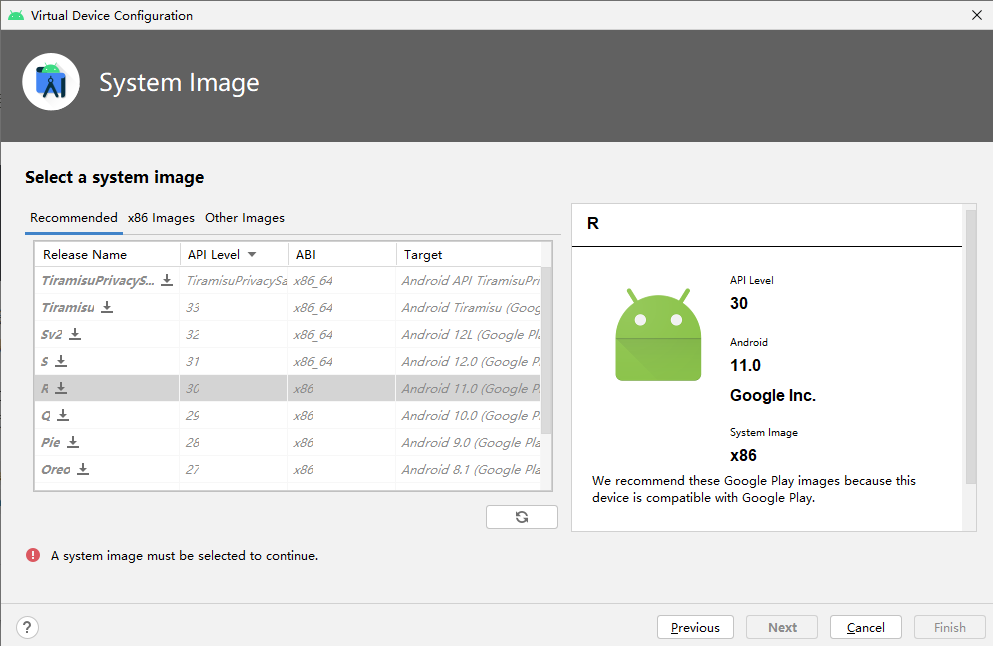 Virtual Device Configuration
System Image
Select a system image
Recommended x86 Images Other Images
Release Name API Level ABI Target
TiramisuPrivacyS... TiramisuPrivacySa x86_64 Android API TiramisuPri
Tiramisu 33 x86_64 Android Tiramisu (Goog
Sv2 32 x86_64 Android 12L (Google Pl
S 31 x86_64 Android 12.0 (Google P
R 30 x86 Android 11.0 (Google P
Q 29 x86 Android 10.0 (Google P
Pie 28 x86 Android 9.0 (Google Pla
Oreo 27 x86 Android 8.1 (Google Pla
A system image must be selected to continue.
R
API Level
30
Android
11.0
Google Inc.
System Image
x86
We recommend these Google Play images because this
device is compatible with Google Play.
? Previous Next Cancel Finish